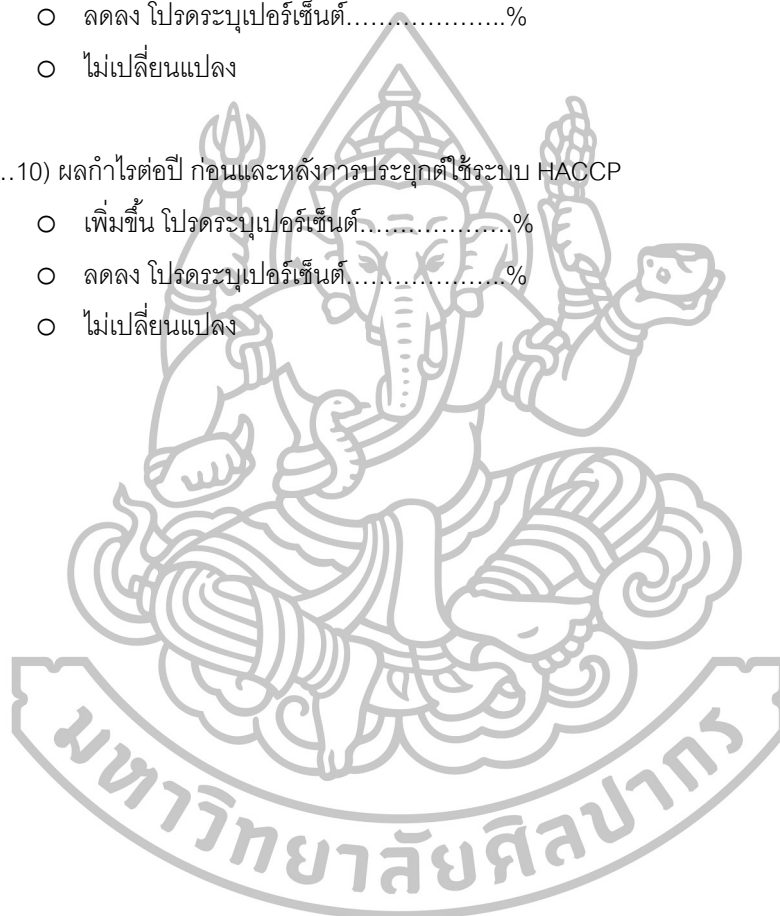 ○ ลดลง โปรดระบุเปอร์เซ็นต์………………..%
○ ไม่เปลี่ยนแปลง
..10) ผลกำไรต่อปี ก่อนและหลังการประยุกต์ใช้ระบบ HACCP
○ เพิ่มขึ้น โปรดระบุเปอร์เซ็นต์……………….%
○ ลดลง โปรดระบุเปอร์เซ็นต์………………..%
○ ไม่เปลี่ยนแปลง
มหาวิทยาลัยศิลปากร